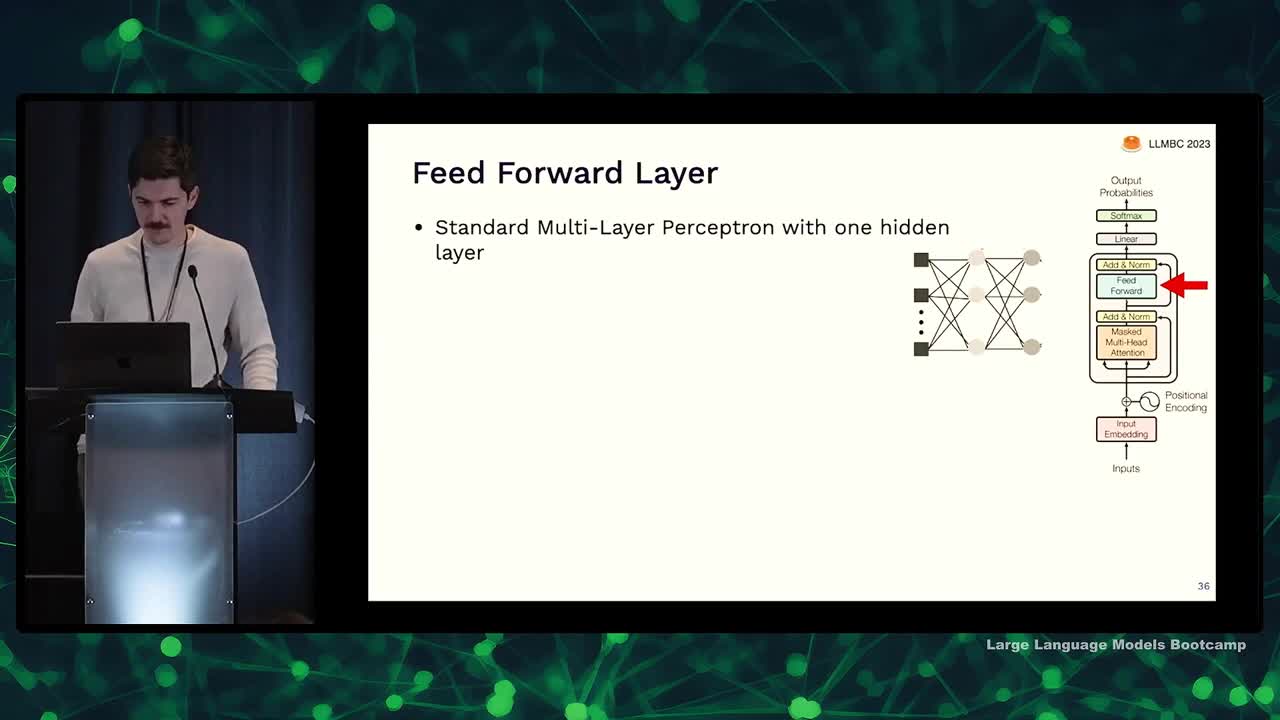 LLMBC 2023
Feed Forward Layer
• Standard Multi-Layer Perceptron with one hidden
layer
Output
Probabilities
Softmax
Linear
Add & Norm
Feed
Forward
Add & Norm
Masked
Multi-Head
Attention
Positional
Encoding
Input
Embedding
Inputs
36
Large Language Models Bootcamp